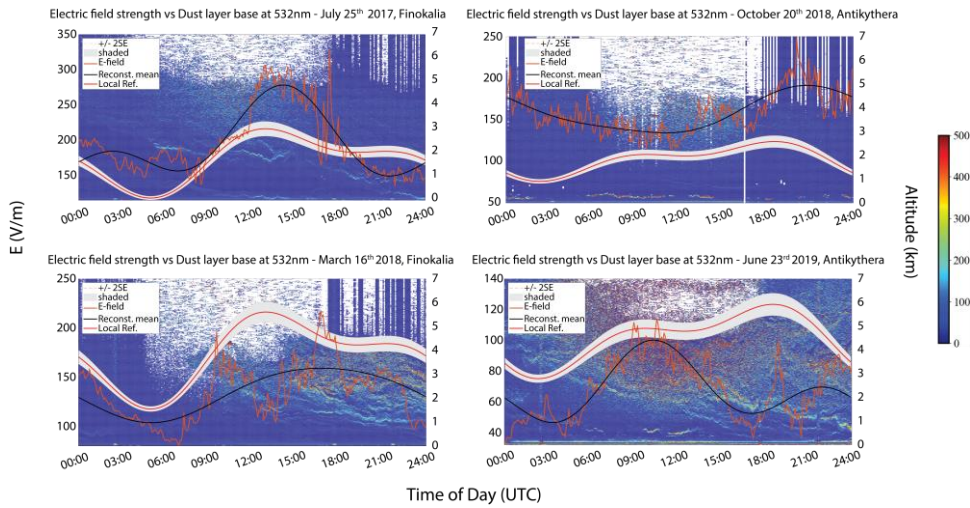 Electric field strength vs Dust layer base at 532nm - July 25th 2017, Finokalia
350
300
250
200
150
7
6
5
4
3
2
1
0
+/- 2SE
shaded
E-field
Reconst. mean
Local Ref.
00:00 03:00 06:00 09:00 12:00 15:00 18:00 21:00 24:00
Electric field strength vs Dust layer base at 532nm - October 20th 2018, Antikythera
250
200
150
100
50
7
6
5
4
3
2
1
0
+/- 2SE
shaded
E-field
Reconst. mean
Local Ref.
00:00 03:00 06:00 09:00 12:00 15:00 18:00 21:00 24:00
Electric field strength vs Dust layer base at 532nm - March 16th 2018, Finokalia
250
200
150
100
7
6
5
4
3
2
1
0
+/- 2SE
shaded
E-field
Reconst. mean
Local Ref.
00:00 03:00 06:00 09:00 12:00 15:00 18:00 21:00 24:00
Electric field strength vs Dust layer base at 532nm - June 23rd 2019, Antikythera
140
120
100
80
60
40
7
6
5
4
3
2
1
0
+/- 2SE
shaded
E-field
Reconst. mean
Local Ref.
00:00 03:00 06:00 09:00 12:00 15:00 18:00 21:00 24:00
E (V/m)
Altitude (km)
500
400
300
200
100
0
Time of Day (UTC)